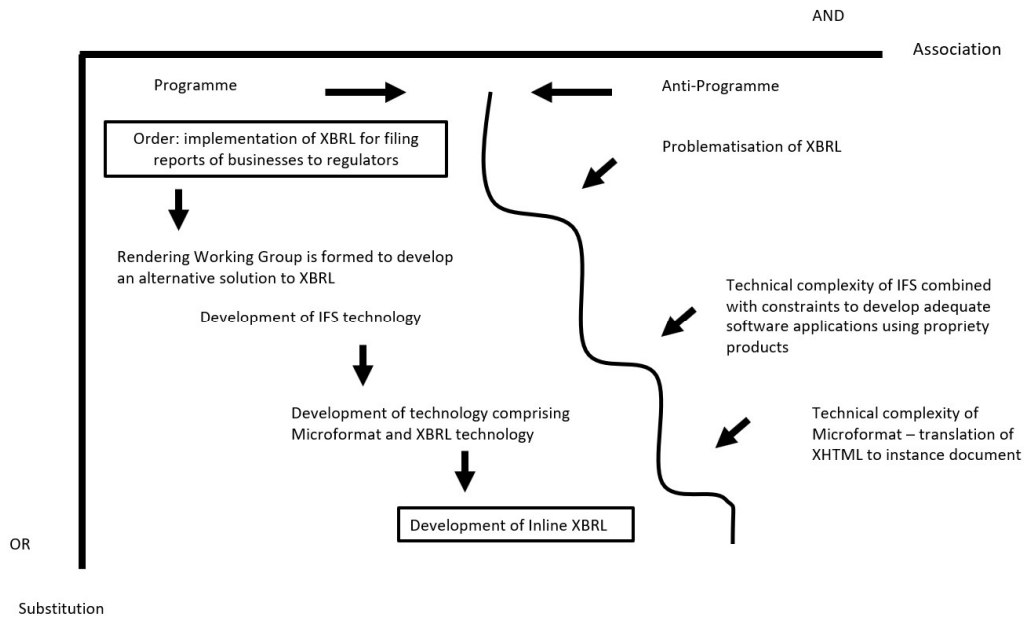 AND
Association
Programme
Anti-Programme
Order: implementation of XBRL for filing
reports of businesses to regulators
Problematisation of XBRL
Rendering Working Group is formed to develop
an alternative solution to XBRL
Development of IFS technology
Technical complexity of IFS combined
with constraints to develop adequate
software applications using propriety
products
Development of technology comprising
Microformat and XBRL technology
Technical complexity of
Microformat – translation of
XHTML to instance document
Development of Inline XBRL
OR
Substitution